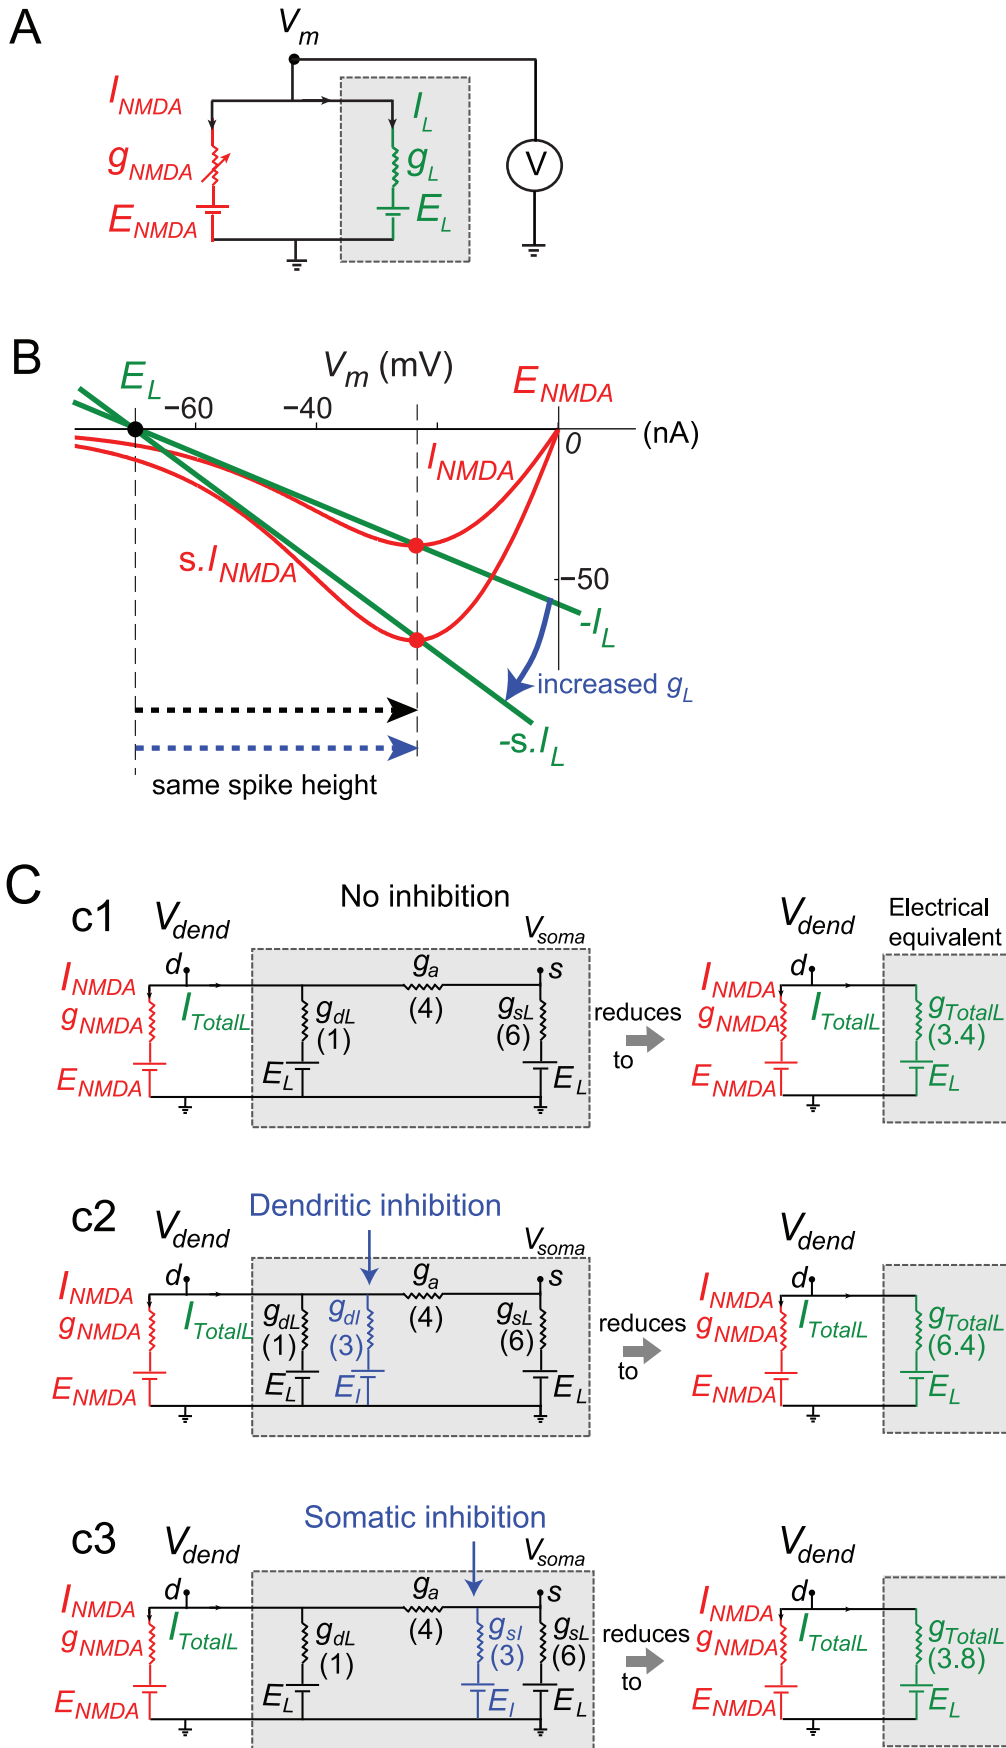 A
V_m
I_NMDA
I_L
g_NMDA
g_L
V
E_NMDA
E_L
B
V_m (mV)
E_L
E_NMDA
−60
−40
(nA)
0
I_NMDA
s.I_NMDA
−50
-I_L
increased g_L
-s.I_L
same spike height
C
c1
No inhibition
V_dend
V_soma
d
g_a
s
I_NMDA
g_NMDA
I_TotalL
g_dL
(1)
(4)
g_sL
(6)
E_NMDA
E_L
E_L
reduces
to
V_dend
Electrical
equivalent
d
I_NMDA
g_NMDA
I_TotalL
g_TotalL
(3.4)
E_NMDA
E_L
c2
Dendritic inhibition
V_dend
V_soma
d
g_a
s
I_NMDA
g_NMDA
I_TotalL
g_dL
(1)
g_dI
(3)
(4)
g_sL
(6)
E_NMDA
E_L
E_I
E_L
reduces
to
V_dend
d
I_NMDA
g_NMDA
I_TotalL
g_TotalL
(6.4)
E_NMDA
E_L
c3
Somatic inhibition
V_dend
V_soma
d
g_a
s
I_NMDA
g_NMDA
I_TotalL
g_dL
(1)
(4)
g_sI
(3)
g_sL
(6)
E_NMDA
E_L
E_I
E_L
reduces
to
V_dend
d
I_NMDA
g_NMDA
I_TotalL
g_TotalL
(3.8)
E_NMDA
E_L